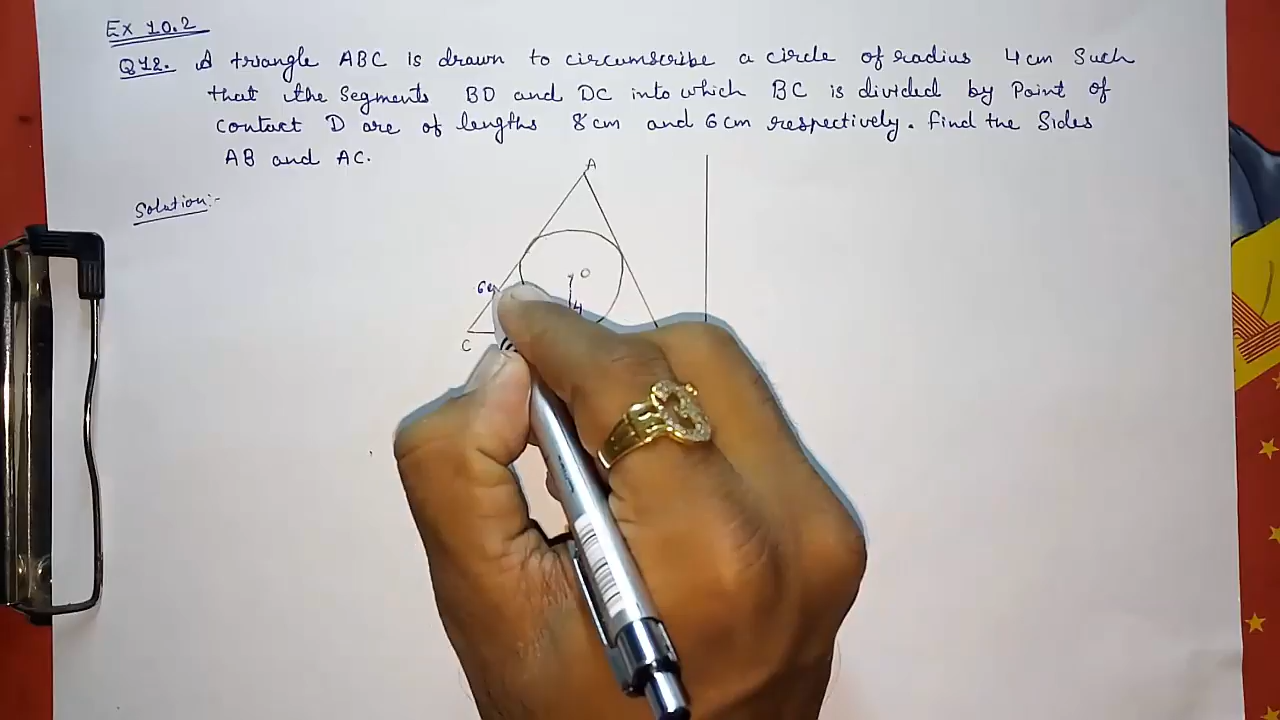 Ex 10.2
Q12. A triangle ABC is drawn to circumscribe a circle of radius 4cm Such
that the Segments BD and DC into which BC is divided by Point of
contact D are of lengths 8cm and 6cm respectively. Find the Sides
AB and AC.
Solution:-
A
O
4
C